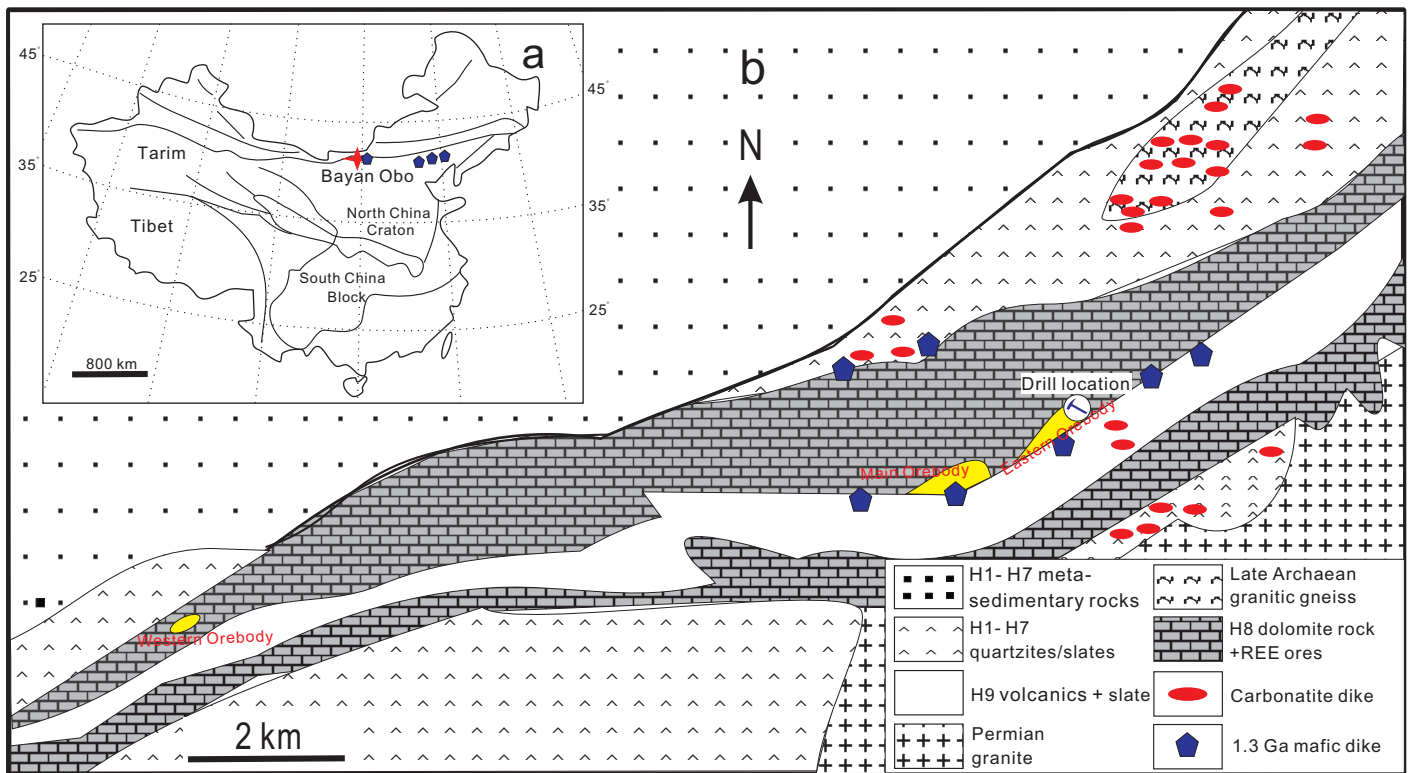 a
45°
35°
25°
45°
35°
25°
Tarim
Bayan Obo
Tibet
North China
Craton
South China
Block
800 km
b
N
Drill location
Main Orebody
Eastern Orebody
Western Orebody
2 km
H1- H7 meta-
sedimentary rocks
H1- H7
quartzites/slates
H9 volcanics + slate
Permian
granite
Late Archaean
granitic gneiss
H8 dolomite rock
+REE ores
Carbonatite dike
1.3 Ga mafic dike